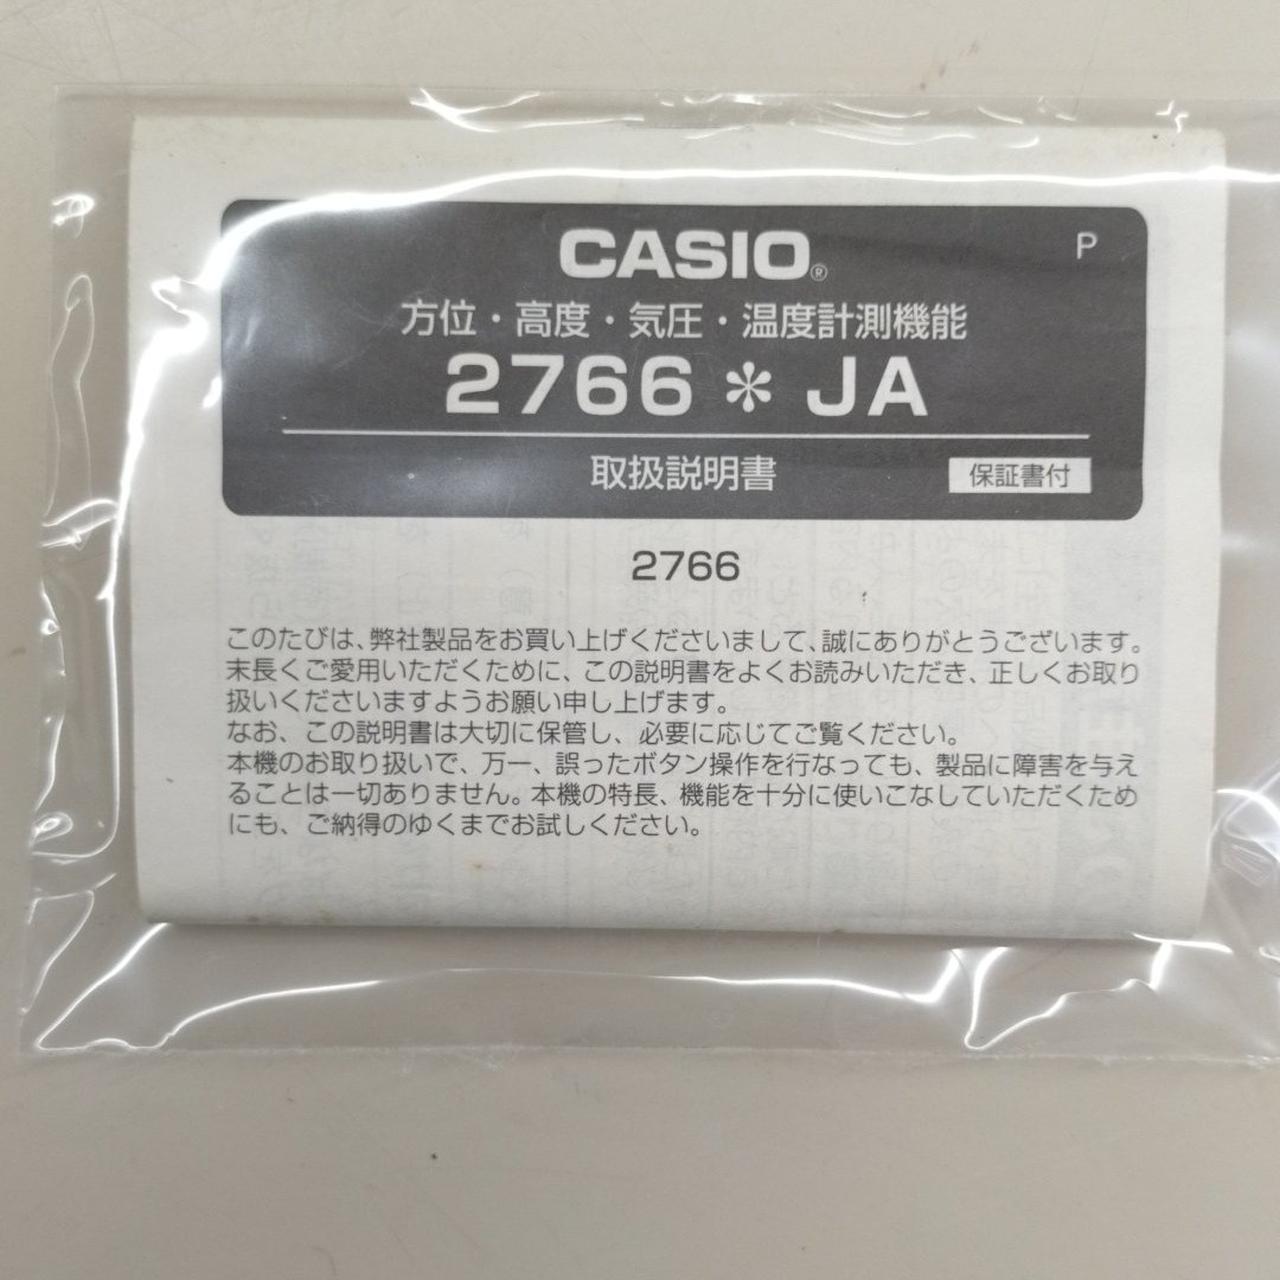 CASIO®
P
方位・高度・気圧・温度計測機能
2766＊JA
取扱説明書
保証書付
2766
このたびは、弊社製品をお買い上げくださいまして、誠にありがとうございます。
末長くご愛用いただくために、この説明書をよくお読みいただき、正しくお取り
扱いくださいますようお願い申し上げます。
なお、この説明書は大切に保管し、必要に応じてご覧ください。
本機のお取り扱いで、万一、誤ったボタン操作を行なっても、製品に障害を与え
ることは一切ありません。本機の特長、機能を十分に使いこなしていただくため
にも、ご納得のゆくまでお試しください。